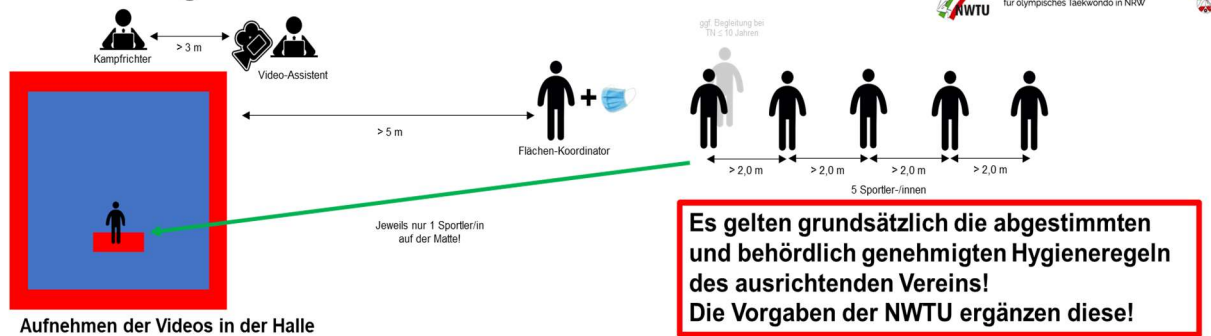 NWTU
für olympisches Taekwondo in NRW
ggf. Begleitung bei
TN ≤ 10 Jahren
> 3 m
Kampfrichter
Video-Assistent
+
> 5 m
Flächen-Koordinator
> 2,0 m
> 2,0 m
> 2,0 m
> 2,0 m
5 Sportler-/innen
Jeweils nur 1 Sportler/in
auf der Matte!
Es gelten grundsätzlich die abgestimmten
und behördlich genehmigten Hygieneregeln
des ausrichtenden Vereins!
Die Vorgaben der NWTU ergänzen diese!
Aufnehmen der Videos in der Halle